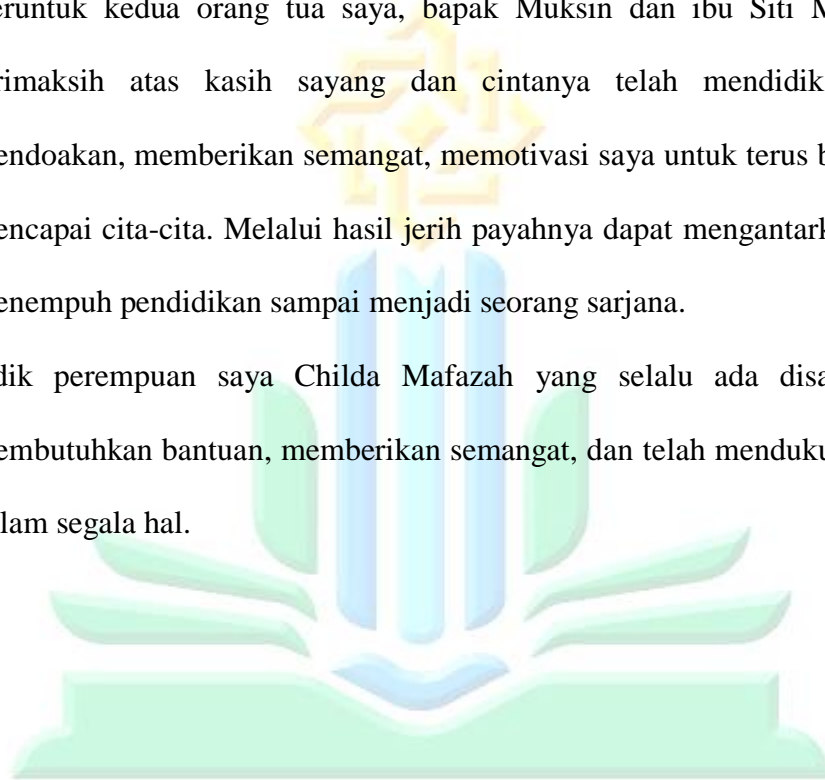 eruntuk kedua orang tua saya, bapak Muksin dan ibu Siti M
rimaksih atas kasih sayang dan cintanya telah mendidik
endoakan, memberikan semangat, memotivasi saya untuk terus b
encapai cita-cita. Melalui hasil jerih payahnya dapat mengantark
enempuh pendidikan sampai menjadi seorang sarjana.
dik perempuan saya Childa Mafazah yang selalu ada disa
embutuhkan bantuan, memberikan semangat, dan telah menduku
lam segala hal.